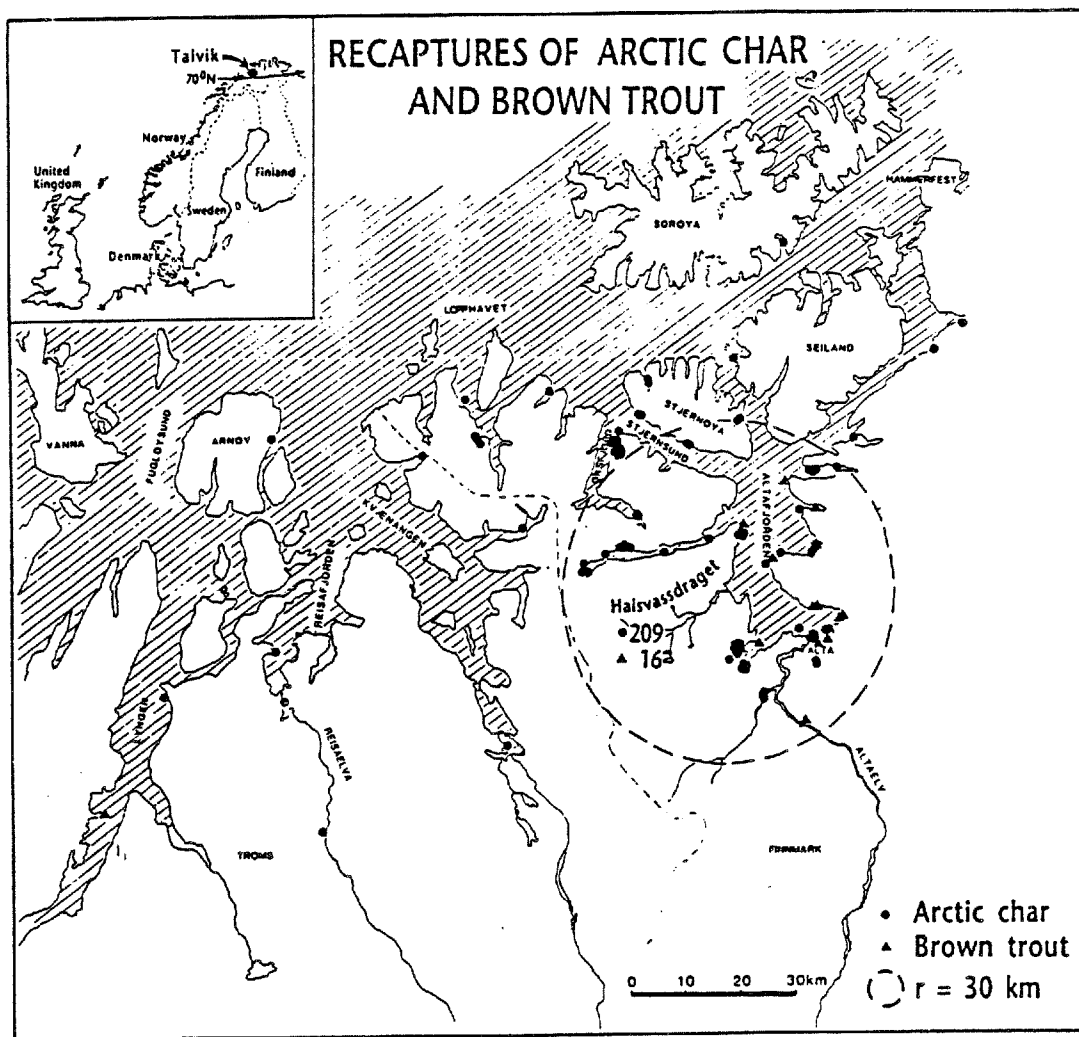 RECAPTURES OF ARCTIC CHAR
AND BROWN TROUT
Talvik
70°N
Norway
United
Kingdom
Finland
Sweden
Denmark
HAMMERFEST
SOROYA
LOPPHAVET
SEILAND
VANNA
FUGLOYSUND
ARNOY
STJERNOYA
STJERNSUND
ALTAFJORDEN
KVÆNANGEN
REISAFJORDEN
Halsvassdraget
● 209
▲ 16
ALTA
LYNGEN
REISAELV
ALTAELV
TROMS
FINNMARK
● Arctic char
▲ Brown trout
r = 30 km
0 10 20 30km